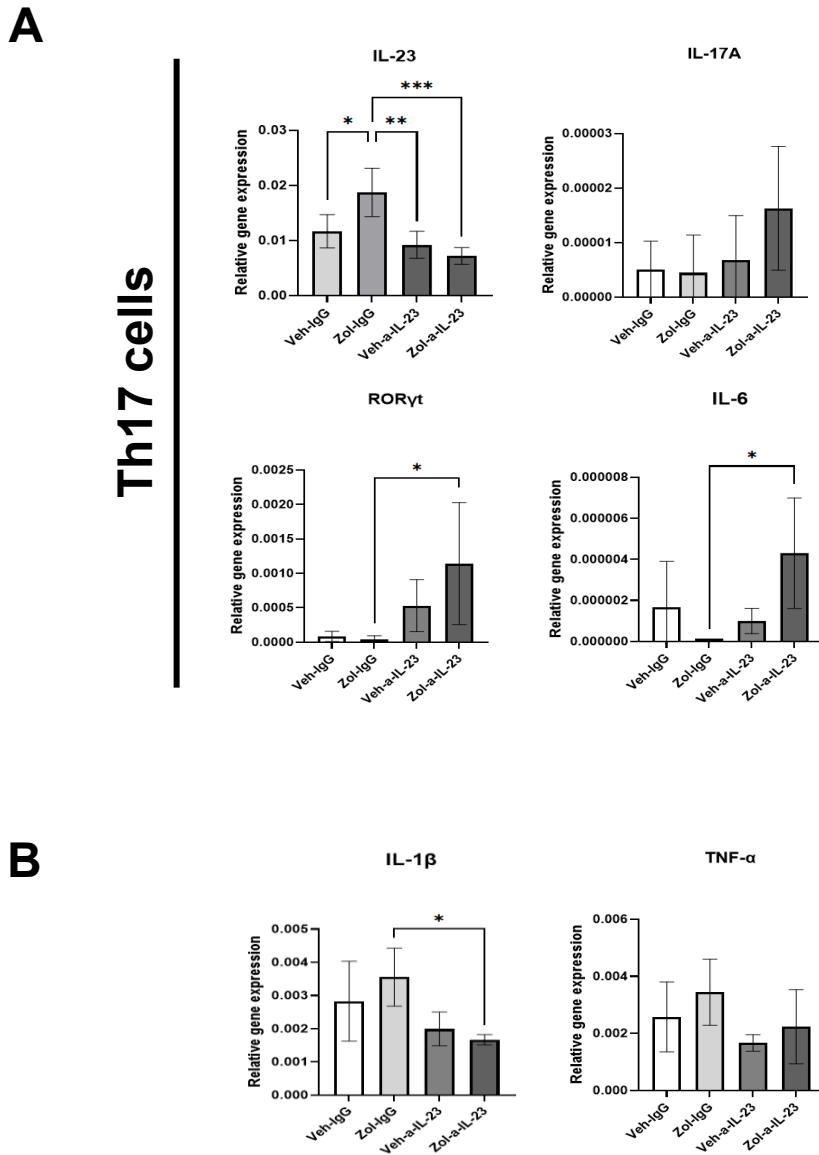 A
Th17 cells
IL-23
***
* **
Relative gene expression
0.03
0.02
0.01
0.00
Veh-IgG
Zol-IgG
Veh-a-IL-23
Zol-a-IL-23
IL-17A
Relative gene expression
0.00003
0.00002
0.00001
0.00000
Veh-IgG
Zol-IgG
Veh-a-IL-23
Zol-a-IL-23
RORγt
*
Relative gene expression
0.0025
0.0020
0.0015
0.0010
0.0005
0.0000
Veh-IgG
Zol-IgG
Veh-a-IL-23
Zol-a-IL-23
IL-6
*
Relative gene expression
0.000008
0.000006
0.000004
0.000002
0.000000
Veh-IgG
Zol-IgG
Veh-a-IL-23
Zol-a-IL-23
B
IL-1β
*
Relative gene expression
0.005
0.004
0.003
0.002
0.001
0.000
Veh-IgG
Zol-IgG
Veh-a-IL-23
Zol-a-IL-23
TNF-α
Relative gene expression
0.006
0.004
0.002
0.000
Veh-IgG
Zol-IgG
Veh-a-IL-23
Zol-a-IL-23